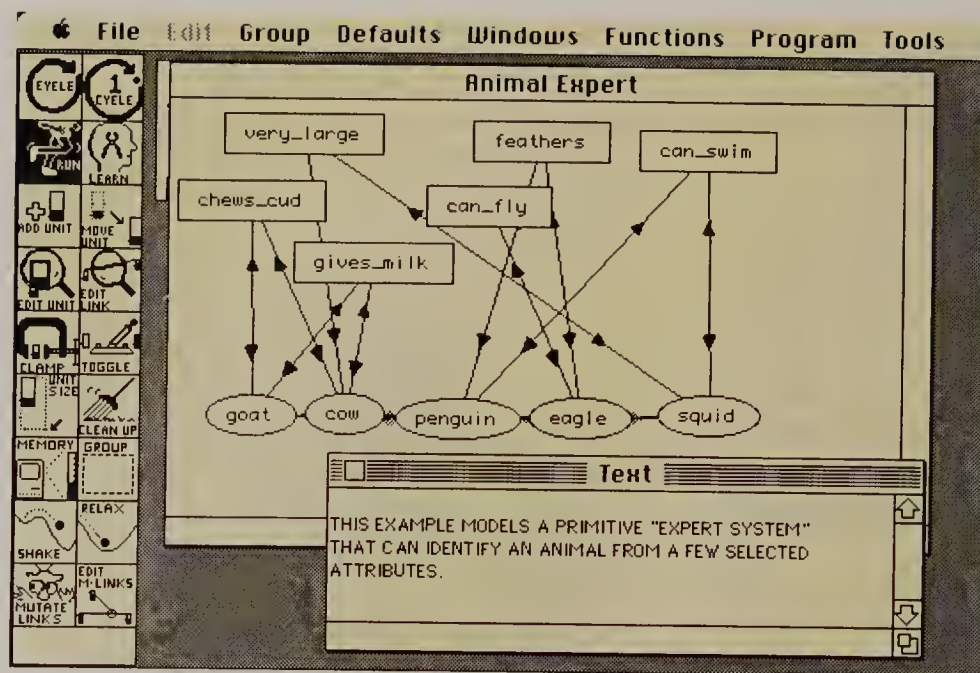 File Edit Group Defaults Windows Functions Program Tools
CYCLE
1 CYCLE
RUN
LEARN
ADD UNIT
MOVE UNIT
EDIT UNIT
EDIT LINK
CLAMP
TOGGLE
UNIT SIZE
CLEAN UP
MEMORY
GROUP
SHAKE
RELAX
MUTATE LINKS
EDIT M-LINKS
Animal Expert
very_large
feathers
can_swim
chews_cud
can_fly
gives_milk
goat
cow
penguin
eagle
squid
Text
THIS EXAMPLE MODELS A PRIMITIVE "EXPERT SYSTEM"
THAT CAN IDENTIFY AN ANIMAL FROM A FEW SELECTED
ATTRIBUTES.